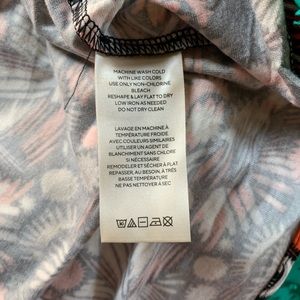 MACHINE WASH COLD
WITH LIKE COLORS
USE ONLY NON-CHLORINE
BLEACH
RESHAPE & LAY FLAT TO DRY
LOW IRON AS NEEDED
DO NOT DRY CLEAN
LAVAGE EN MACHINE À
TEMPÉRATURE FROIDE
AVEC COULEURS SIMILAIRES
UTILISER UN AGENT DE
BLANCHIMENT SANS CHLORE
SI NÉCESSAIRE
REMODELER ET SÉCHER À PLAT
REPASSER, AU BESOIN, À TRÈS
BASSE TEMPÉRATURE
NE PAS NETTOYER À SEC